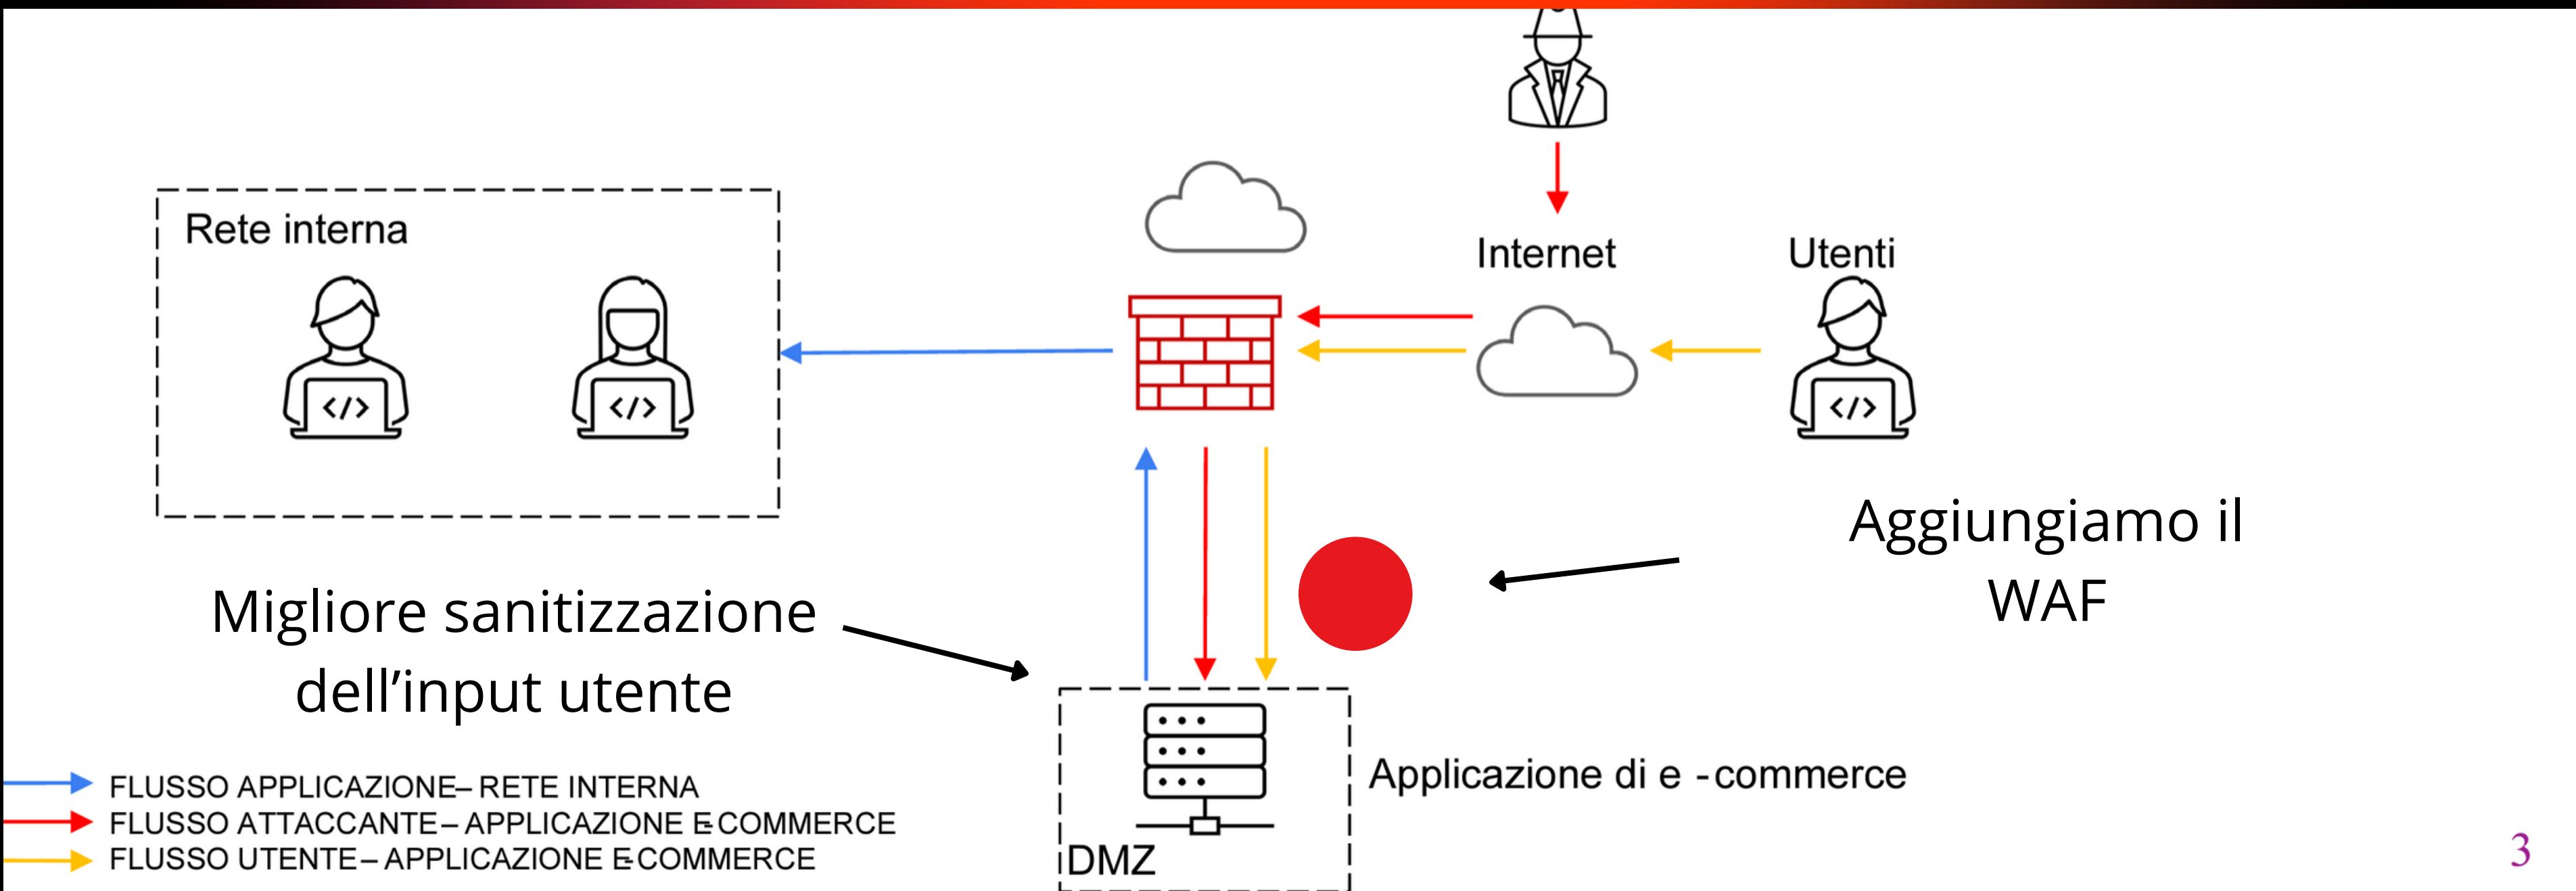 Rete interna
Internet
Utenti
</>
</>
</>
Aggiungiamo il
WAF
Migliore sanitizzazione
dell’input utente
FLUSSO APPLICAZIONE– RETE INTERNA
FLUSSO ATTACCANTE – APPLICAZIONE E-COMMERCE
FLUSSO UTENTE – APPLICAZIONE E-COMMERCE
Applicazione di e -commerce
DMZ
3